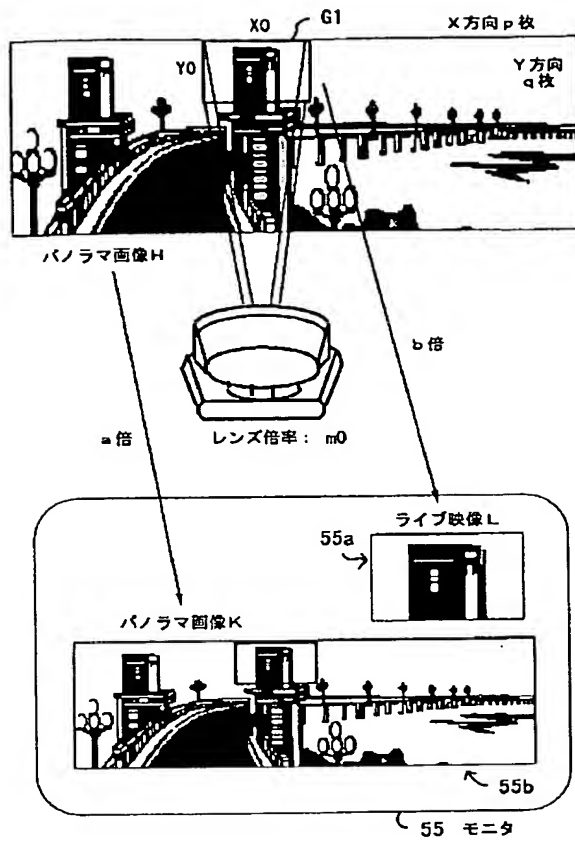 X0
G1
X方向p枚
Y0
Y方向
q枚
パノラマ画像H
b倍
a倍
レンズ倍率： m0
ライブ映像L
55a
パノラマ画像K
55b
55 モニタ